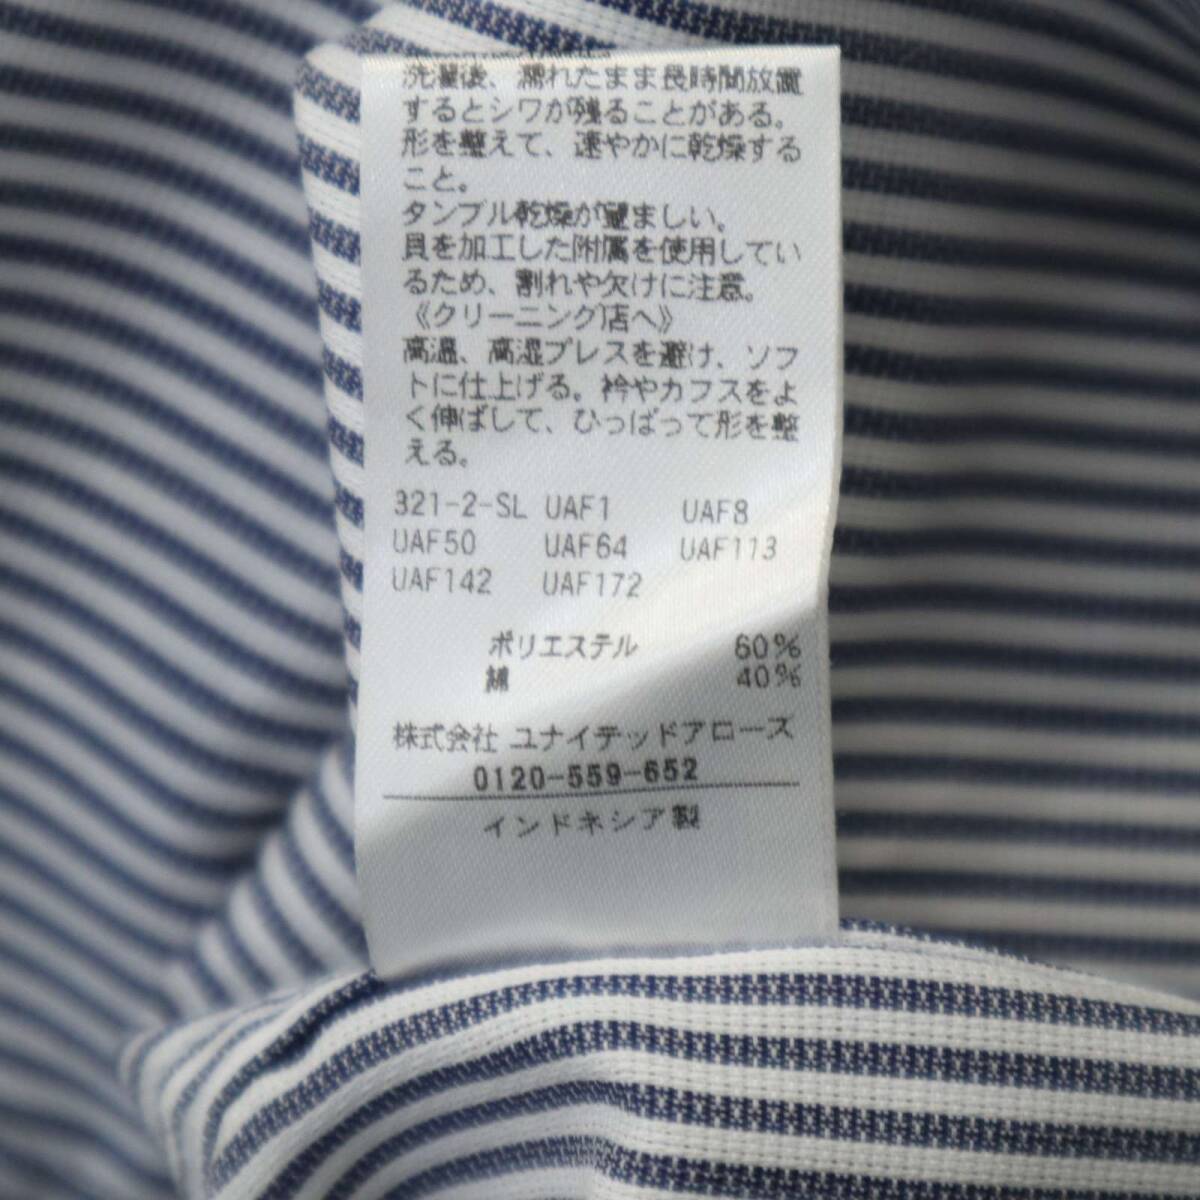 洗濯後、濡れたまま長時間放置
するとシワが残ることがある。
形を整えて、速やかに乾燥する
こと。
タンブル乾燥が望ましい。
貝を加工した附属を使用してい
るため、割れや欠けに注意。
《クリーニング店へ》
高温、高湿プレスを避け、ソフ
トに仕上げる。衿やカフスをよ
く伸ばして、ひっぱって形を整
える。
321-2-SL UAF1 UAF8
UAF50 UAF64 UAF113
UAF142 UAF172
ポリエステル 60%
綿 40%
株式会社 ユナイテッドアローズ
0120-559-652
インドネシア製